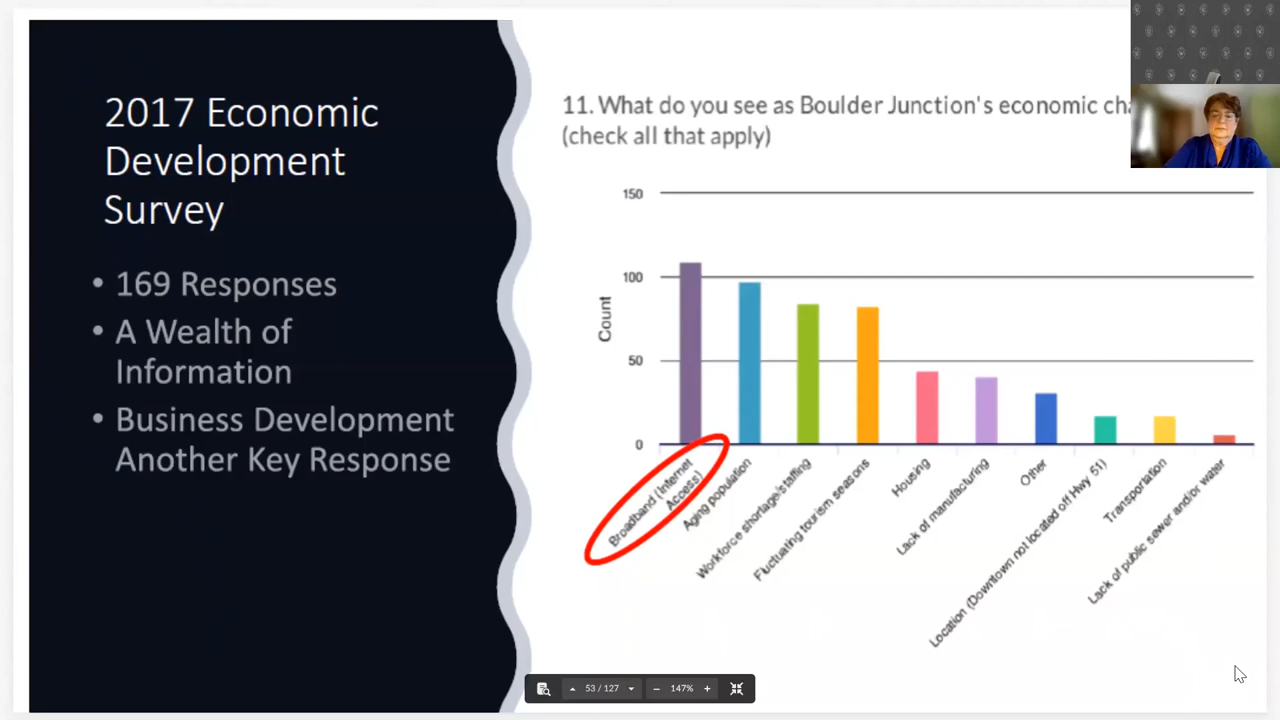 2017 Economic
Development
Survey
• 169 Responses
• A Wealth of
Information
• Business Development
Another Key Response
11. What do you see as Boulder Junction's economic cha
(check all that apply)
150
100
50
0
Count
Broadband (Internet
Access)
Aging population
Workforce shortage/staffing
Fluctuating tourism seasons
Housing
Lack of manufacturing
Other
Location (Downtown not located off Hwy 51)
Transportation
Lack of public sewer and/or water
53 / 127
147%